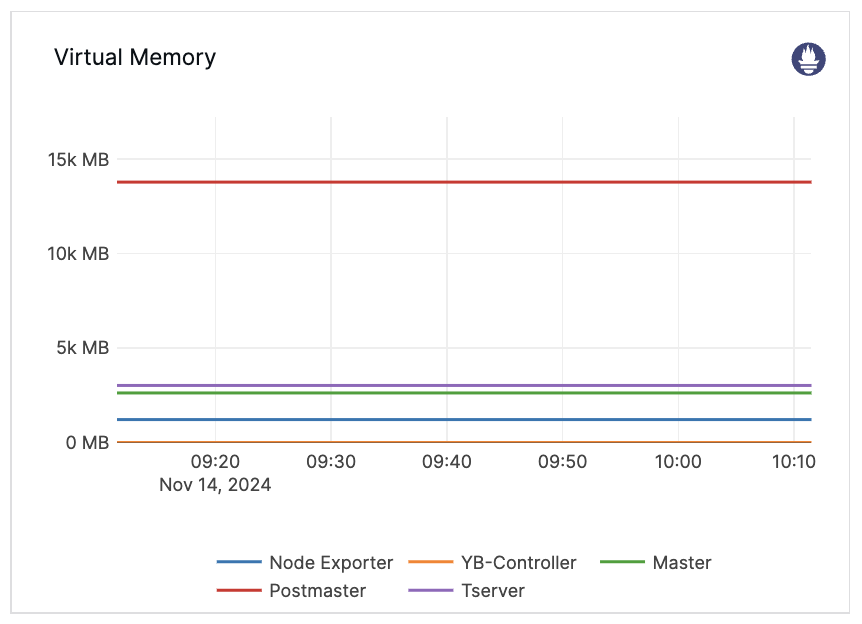 Virtual Memory
15k MB
10k MB
5k MB
0 MB
09:20 09:30 09:40 09:50 10:00 10:10
Nov 14, 2024
Node Exporter YB-Controller Master
Postmaster Tserver